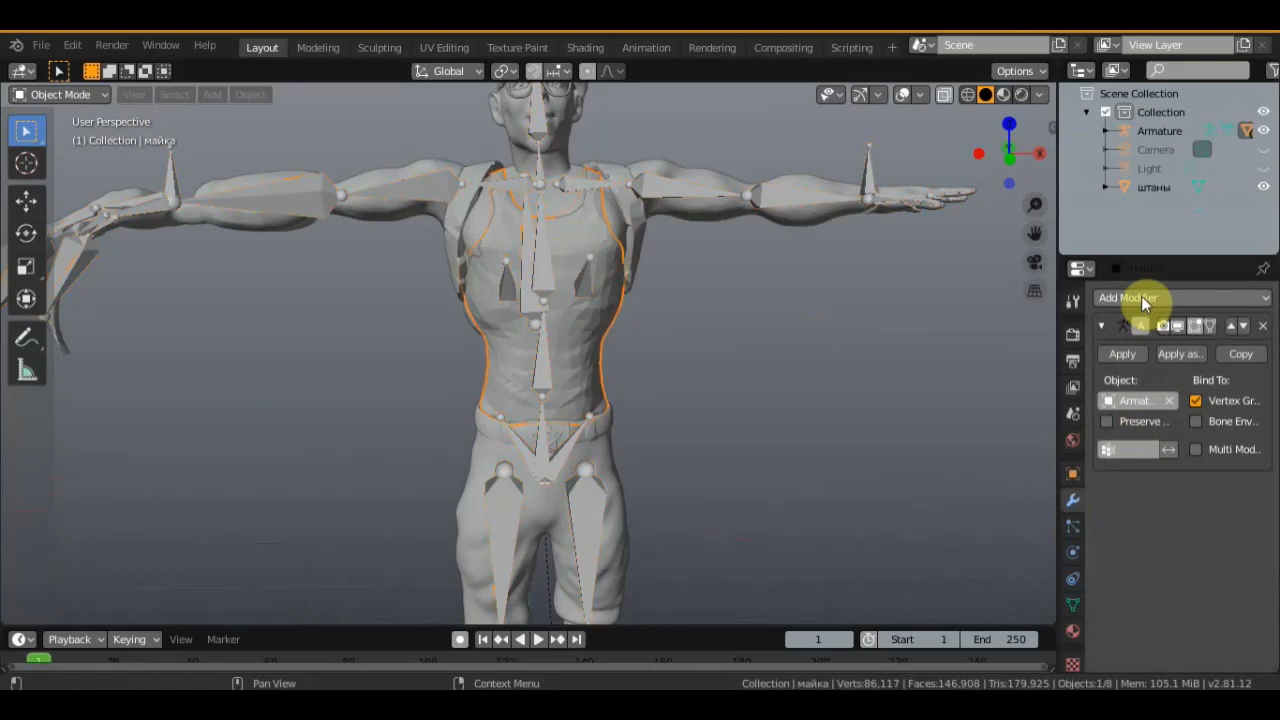 File Edit Render Window Help Layout Modeling Sculpting UV Editing Texture Paint Shading Animation Rendering Compositing Scripting + Scene View Layer
Global Options
Object Mode View Select Add Object
User Perspective
(1) Collection | майка
Scene Collection
Collection
Armature
Camera
Light
штаны
Add Modifier
A
Apply Apply as.. Copy
Object: Bind To:
Armat.. Vertex Gr..
Preserve .. Bone Env..
Multi Mod..
Playback Keying View Marker 1 Start 1 End 250
1
Pan View Context Menu Collection | майка | Verts:86,117 | Faces:146,908 | Tris:179,925 | Objects:1/8 | Mem: 105.1 MiB | v2.81.12